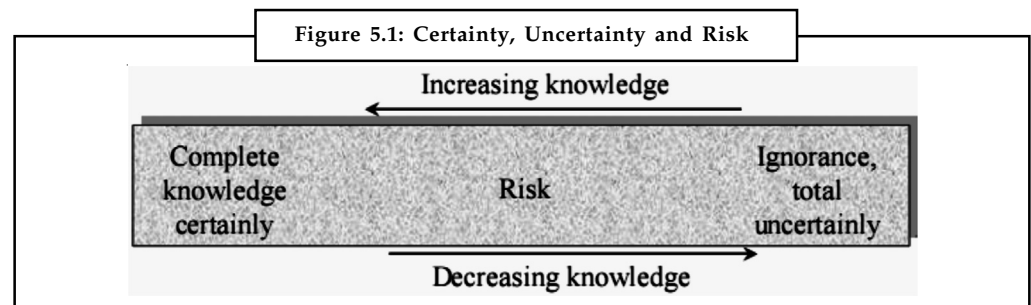 Figure 5.1: Certainty, Uncertainty and Risk
Increasing knowledge
Complete
knowledge
certainly
Risk
Ignorance,
total
uncertainly
Decreasing knowledge